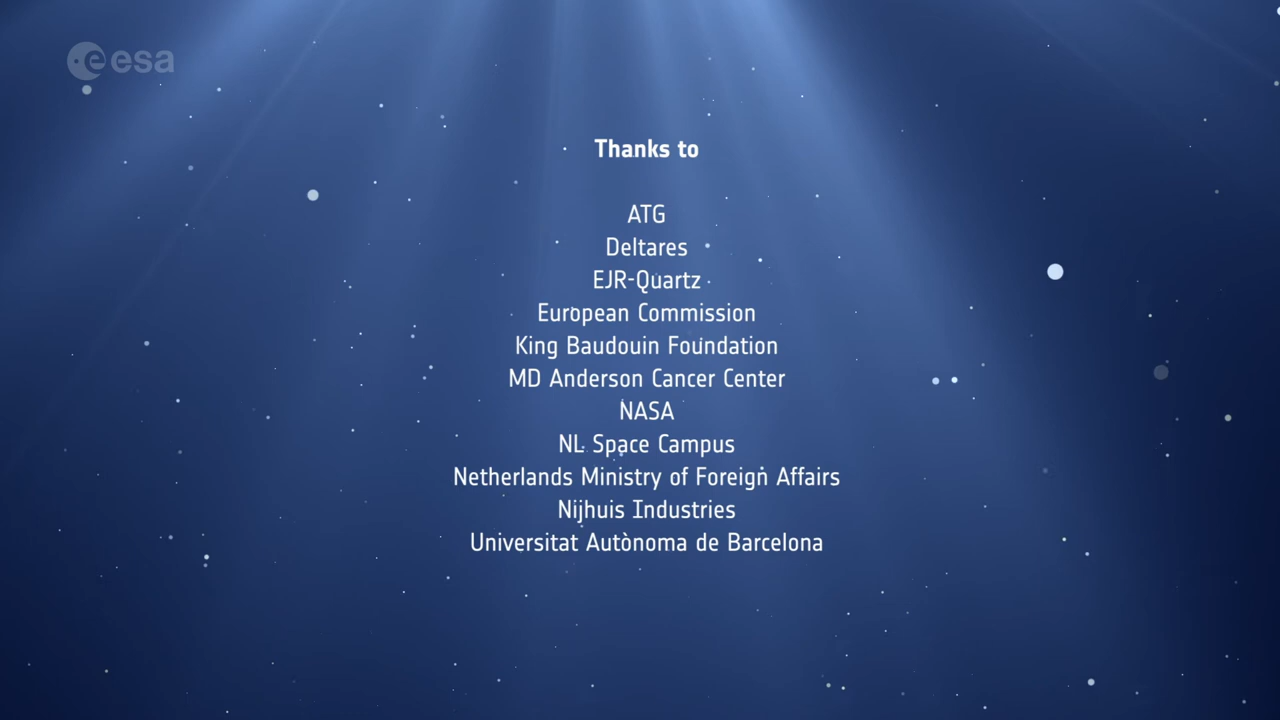 esa
Thanks to
ATG
Deltares
EJR-Quartz
European Commission
King Baudouin Foundation
MD Anderson Cancer Center
NASA
NL Space Campus
Netherlands Ministry of Foreign Affairs
Nijhuis Industries
Universitat Autònoma de Barcelona